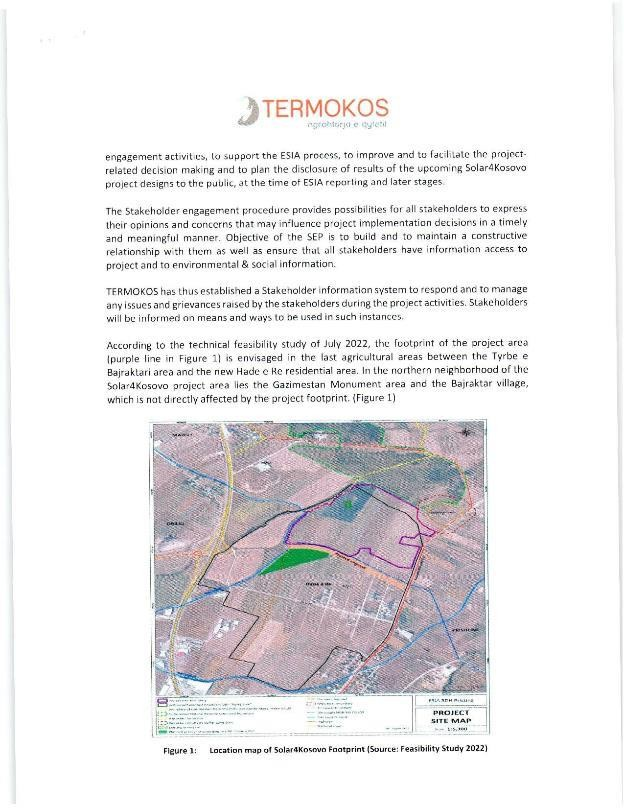 TERMOKOS
ngrohtorja e qytetit
engagement activities, to support the ESIA process, to improve and to facilitate the project-
related decision making and to plan the disclosure of results of the upcoming Solar4Kosovo
project designs to the public, at the time of ESIA reporting and later stages.
The Stakeholder engagement procedure provides possibilities for all stakeholders to express
their opinions and concerns that may influence project implementation decisions in a timely
and meaningful manner. Objective of the SEP is to build and to maintain a constructive
relationship with them as well as ensure that all stakeholders have information access to
project and to environmental & social information.
TERMOKOS has thus established a Stakeholder information system to respond and to manage
any issues and grievances raised by the stakeholders during the project activities. Stakeholders
will be informed on means and ways to be used in such instances.
According to the technical feasibility study of July 2022, the footprint of the project area
(purple line in Figure 1) is envisaged in the last agricultural areas between the Tyrbe e
Bajraktari area and the new Hade e Re residential area. In the northern neighborhood of the
Solar4Kosovo project area lies the Gazimestan Monument area and the Bajraktar village,
which is not directly affected by the project footprint. (Figure 1)
OBILIQ
HADE E RE
PRISHTINE
PROJECT
SITE MAP
1:5,000
Figure 1: Location map of Solar4Kosovo Footprint (Source: Feasibility Study 2022)